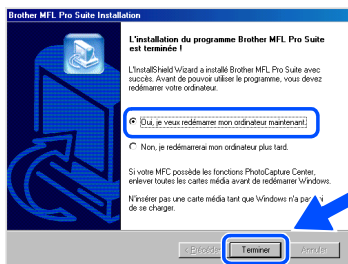 Brother MFL Pro Suite Installation
L'installation du programme Brother MFL Pro Suite
est terminée !
L'InstallShield Wizard a installé Brother MFL Pro Suite avec
succès. Avant de pouvoir utiliser le programme, vous devez
redémarrer votre ordinateur.
Oui, je veux redémarrer mon ordinateur maintenant.
Non, je redémarrerai mon ordinateur plus tard.
Si votre MFC possède les fonctions PhotoCapture Center,
enlever toutes les cartes média avant de redémarrer Windows.
N'insérer pas une carte média tant que Windows n'a pas
de se charger.
< Précédent
Terminer
Annuler